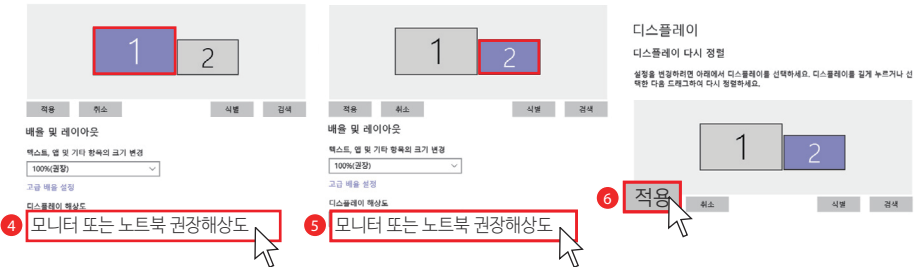 1
2
적용
취소
식별
검색
배율 및 레이아웃
텍스트, 앱 및 기타 항목의 크기 변경
100%(권장)
고급 배율 설정
디스플레이 해상도
4
모니터 또는 노트북 권장해상도
1
2
적용
취소
식별
검색
배율 및 레이아웃
텍스트, 앱 및 기타 항목의 크기 변경
100%(권장)
고급 배율 설정
디스플레이 해상도
5
모니터 또는 노트북 권장해상도
디스플레이
디스플레이 다시 정렬
설정을 변경하려면 아래에서 디스플레이를 선택하세요. 디스플레이를 길게 누르거나 선
택한 다음 드래그하여 다시 정렬하세요.
1
2
6
적용
취소
식별
검색